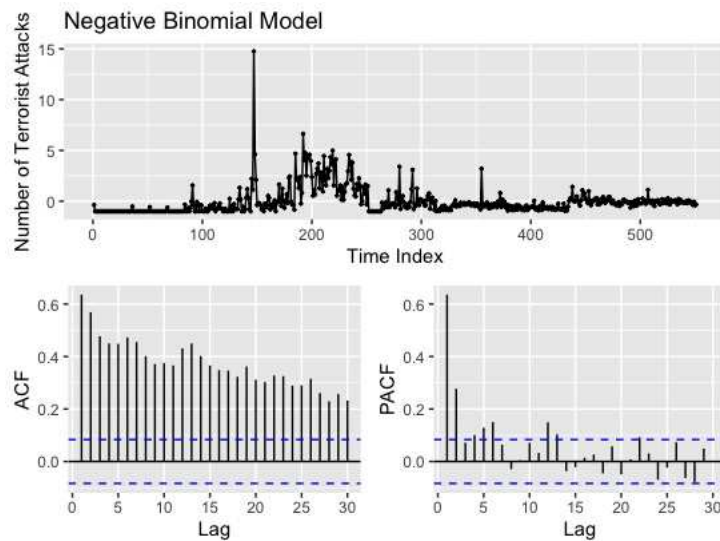 Negative Binomial Model
Number of Terrorist Attacks
15
10
5
0
0 100 200 300 400 500
Time Index
ACF
0.6
0.4
0.2
0.0
0 5 10 15 20 25 30
Lag
PACF
0.6
0.4
0.2
0.0
0 5 10 15 20 25 30
Lag